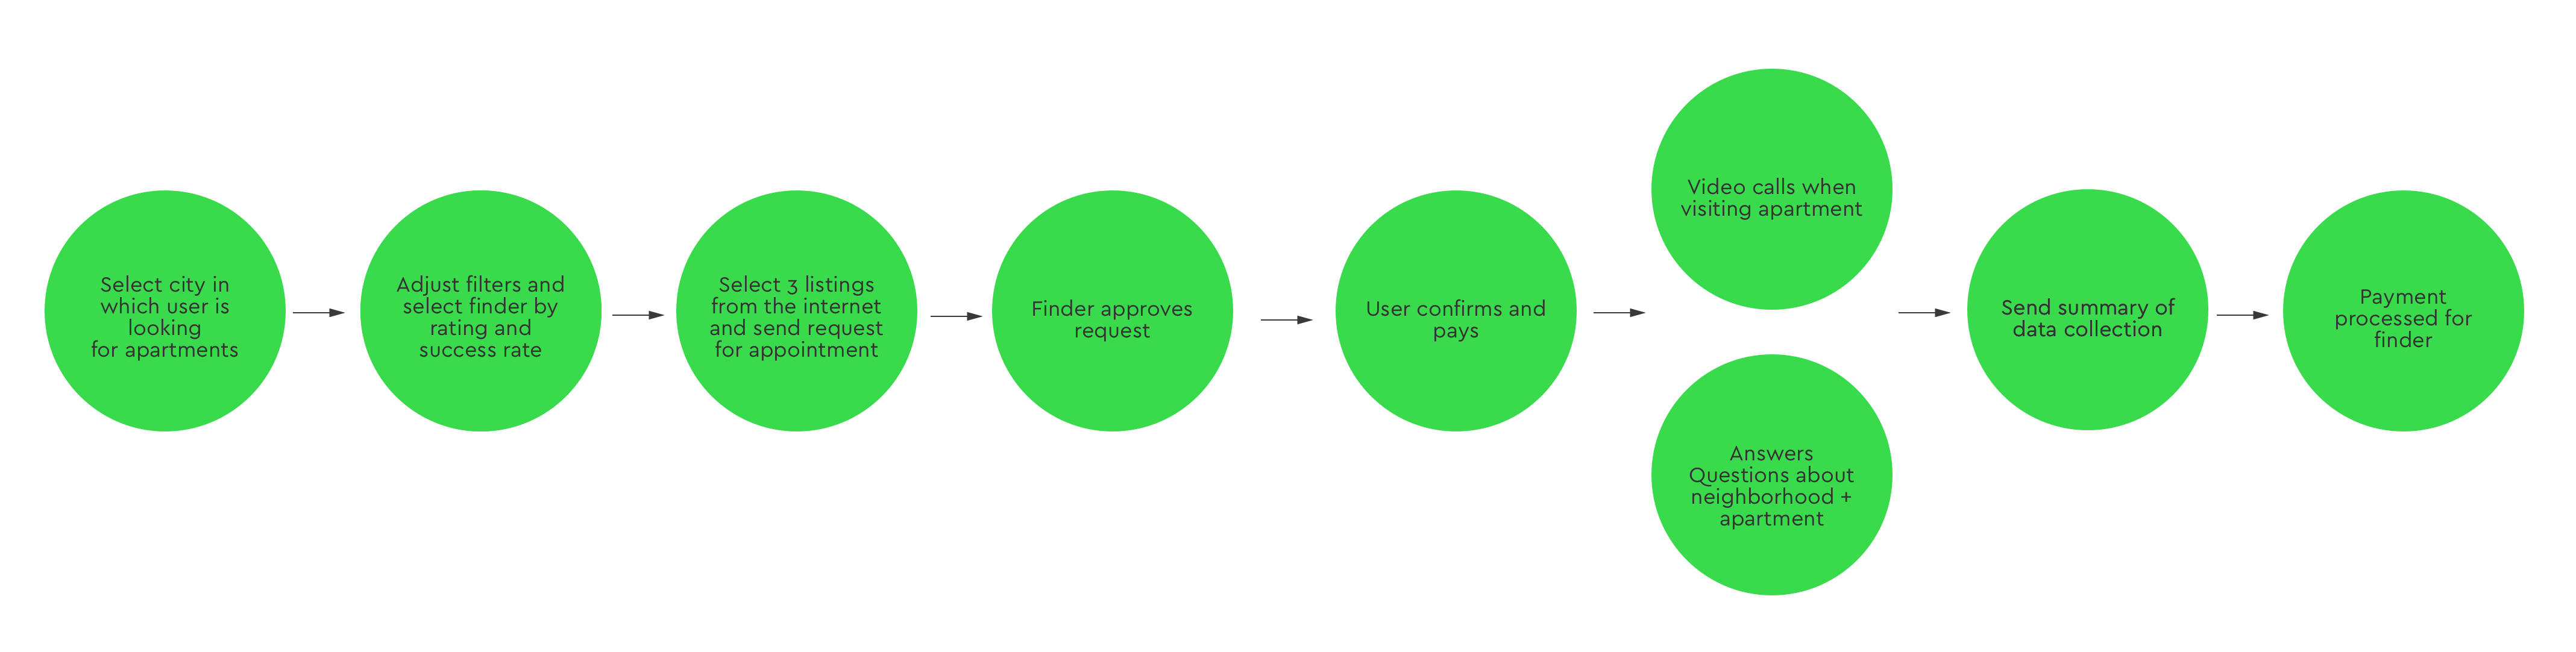 Select city in
which user is
looking
for apartments
Adjust filters and
select finder by
rating and
success rate
Select 3 listings
from the internet
and send request
for appointment
Finder approves
request
User confirms and
pays
Video calls when
visiting apartment
Answers
Questions about
neighborhood +
apartment
Send summary of
data collection
Payment
processed for
finder